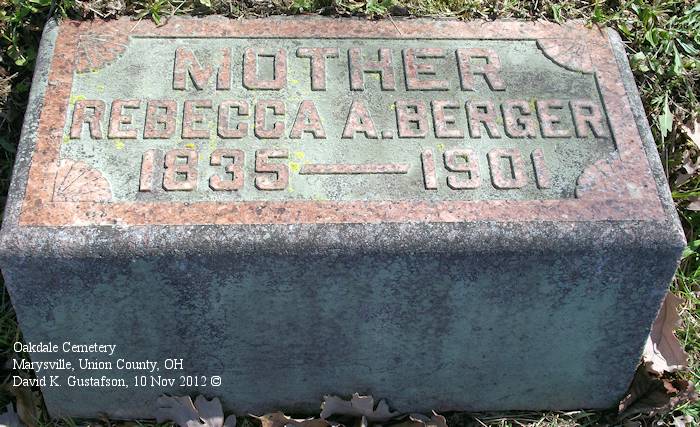 MOTHER
REBECCA A. BERGER
1835 — 1901
Oakdale Cemetery
Marysville, Union County, OH
David K. Gustafson, 10 Nov 2012 ©